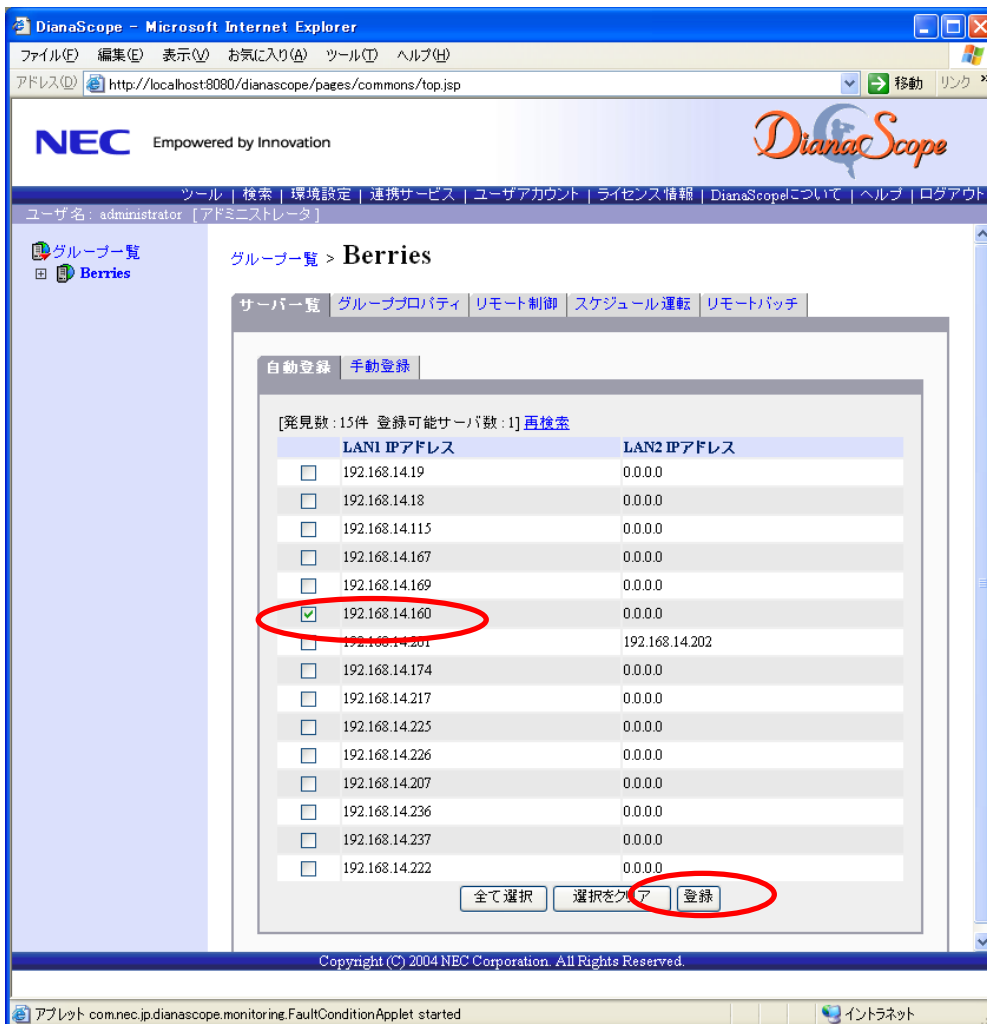 DianaScope - Microsoft Internet Explorer
ファイル(F) 編集(E) 表示(V) お気に入り(A) ツール(T) ヘルプ(H)
アドレス(D) http://localhost:8080/dianascope/pages/commons/top.jsp 移動 リンク »
NEC Empowered by Innovation DianaScope
ツール | 検索 | 環境設定 | 連携サービス | ユーザアカウント | ライセンス情報 | DianaScopeについて | ヘルプ | ログアウト
ユーザ名 : administrator [アドミニストレータ]
グループ一覧
Berries
グループ一覧 > Berries
サーバ一覧 グループプロパティ リモート制御 スケジュール運転 リモートバッチ
自動登録 手動登録
[発見数 :15件 登録可能サーバ数 :1] 再検索
LAN1 IPアドレス LAN2 IPアドレス
192.168.14.19 0.0.0.0
192.168.14.18 0.0.0.0
192.168.14.115 0.0.0.0
192.168.14.167 0.0.0.0
192.168.14.169 0.0.0.0
192.168.14.160 0.0.0.0
192.168.14.201 192.168.14.202
192.168.14.174 0.0.0.0
192.168.14.217 0.0.0.0
192.168.14.225 0.0.0.0
192.168.14.226 0.0.0.0
192.168.14.207 0.0.0.0
192.168.14.236 0.0.0.0
192.168.14.237 0.0.0.0
192.168.14.222 0.0.0.0
全て選択 選択をクリア 登録
Copyright (C) 2004 NEC Corporation. All Rights Reserved.
アプレット com.nec.jp.dianascope.monitoring.FaultConditionApplet started イントラネット